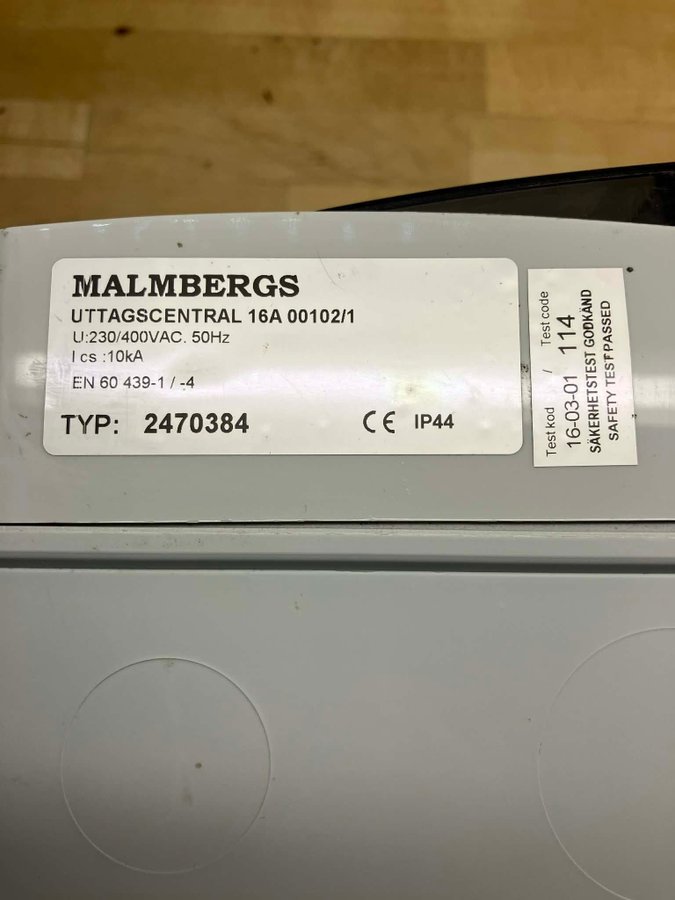 MALMBERGS
UTTAGSCENTRAL 16A 00102/1
U:230/400VAC. 50Hz
I cs :10kA
EN 60 439-1 / -4
TYP: 2470384 CE IP44
Test kod / Test code
16-03-01 114
SÄKERHETSTEST GODKÄND
SAFETY TEST PASSED